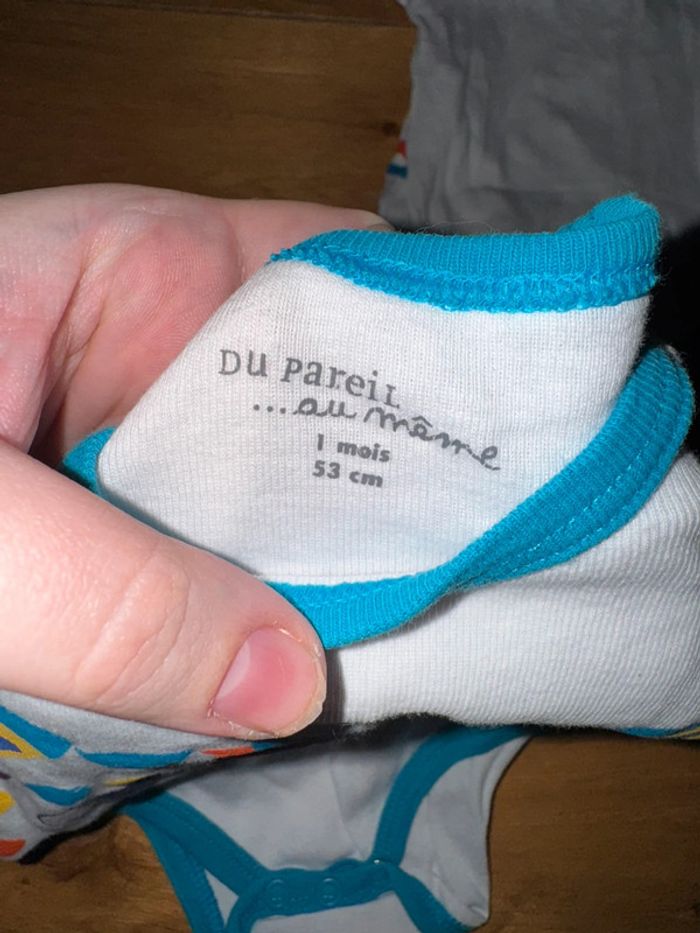 Du Pareil
...au même
1 mois
53 cm